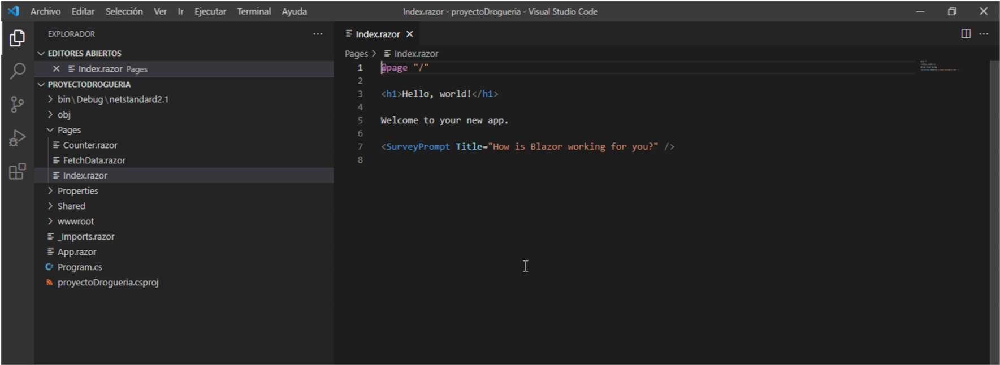 Archivo Editar Selección Ver Ir Ejecutar Terminal Ayuda
Index.razor - proyectoDrogueria - Visual Studio Code
EXPLORADOR
EDITORES ABIERTOS
Index.razor Pages
PROYECTODROGUERIA
bin\Debug\netstandard2.1
obj
Pages
Counter.razor
FetchData.razor
Index.razor
Properties
Shared
wwwroot
_Imports.razor
App.razor
Program.cs
proyectoDrogueria.csproj
Index.razor
Pages > Index.razor
1 @page "/"
2
3 <h1>Hello, world!</h1>
4
5 Welcome to your new app.
6
7 <SurveyPrompt Title="How is Blazor working for you?" />
8